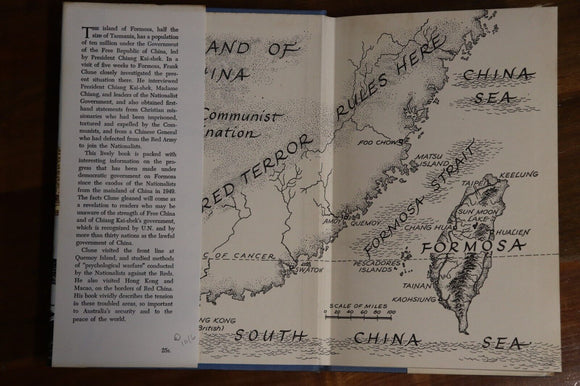 THE island of Formosa, half the
size of Tasmania, has a population
of ten million under the Government
of the Free Republic of China, led
by President Chiang Kai-shek. In a
visit of five weeks to Formosa, Frank
Clune closely investigated the pres-
ent situation there. He interviewed
President Chiang Kai-shek, Madame
Chiang, and leaders of the Nationalist
Government, and also obtained first-
hand statements from Christian mis-
sionaries who had been imprisoned,
tortured and expelled by the Com-
munists, and from a Chinese General
who had defected from the Red Army
to join the Nationalists.
This lively book is packed with
interesting information on the pro-
gress that has been made under
democratic government on Formosa
since the exodus of the Nationalists
from the mainland of China in 1949.
The facts Clune gleaned will come as
a revelation to readers who may be
unaware of the strength of Free China
and of Chiang Kai-shek's government,
which is recognized by U.N. and by
more than thirty nations as the lawful
government of China.
Clune visited the front line at
Quemoy Island, and studied methods
of "psychological warfare" conducted
by the Nationalists against the Reds.
He also visited Hong Kong and
Macao, on the borders of Red China.
His book vividly describes the tension
in these troubled areas, so important
to Australia's security and to the
peace of the world.
25s.
AND OF
INA
Communist
nation
RED TERROR RULES HERE
CHINA
SEA
FOO CHOW
MATSU
ISLAND
FORMOSA STRAIT
KEELUNG
TAIPEI
SUN MOON
LAKE
CHANG HUA
HUALIEN
FORMOSA
AMOY
QUEMOY
PESCADORES
ISLANDS
C OF CANCER
SWATOW
TAINAN
KAOHSIUNG
SCALE OF MILES
0 20 40 60 80 100
NG KONG
British)
SOUTH CHINA SEA